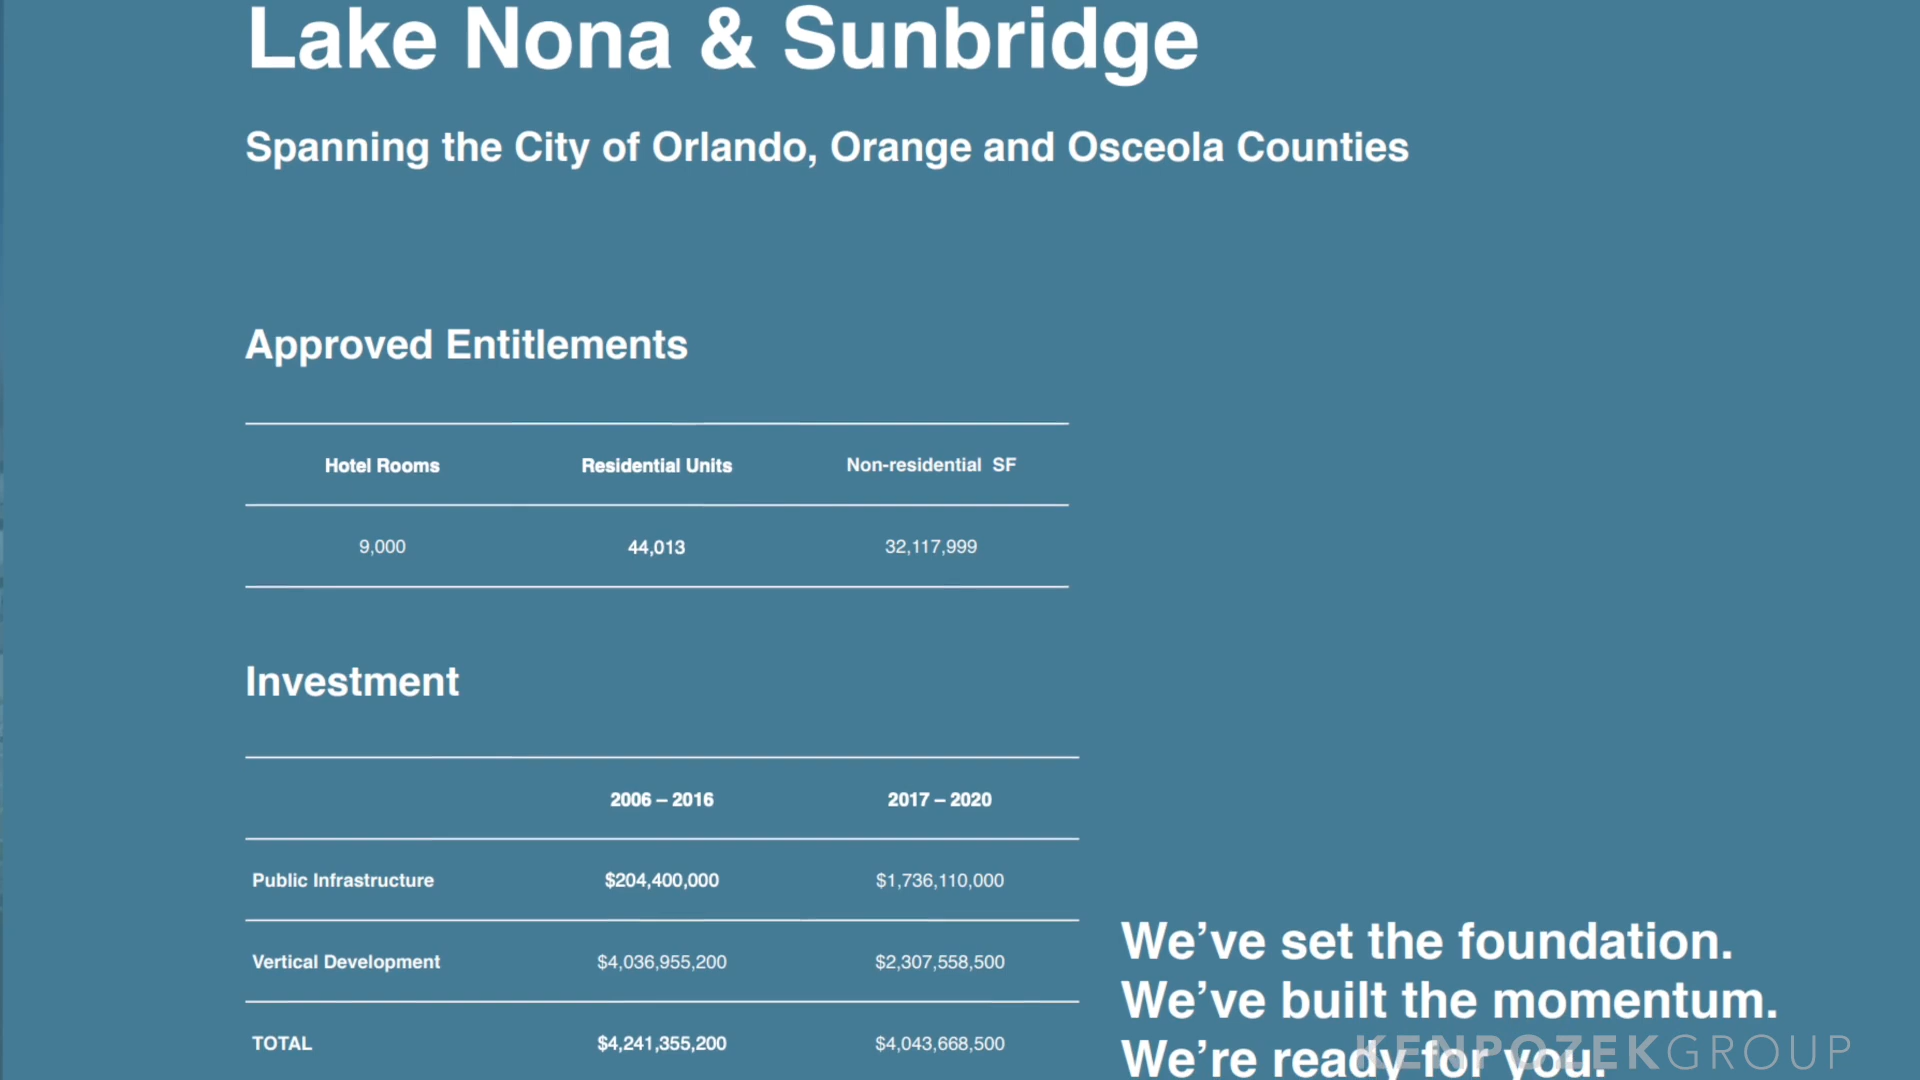 Lake Nona & Sunbridge
Spanning the City of Orlando, Orange and Osceola Counties
Approved Entitlements
Hotel Rooms Residential Units Non-residential SF
9,000 44,013 32,117,999
Investment
2006 – 2016 2017 – 2020
Public Infrastructure $204,400,000 $1,736,110,000
Vertical Development $4,036,955,200 $2,307,558,500
TOTAL $4,241,355,200 $4,043,668,500
We’ve set the foundation.
We’ve built the momentum.
We’re ready for you.
KENPOZEKGROUP